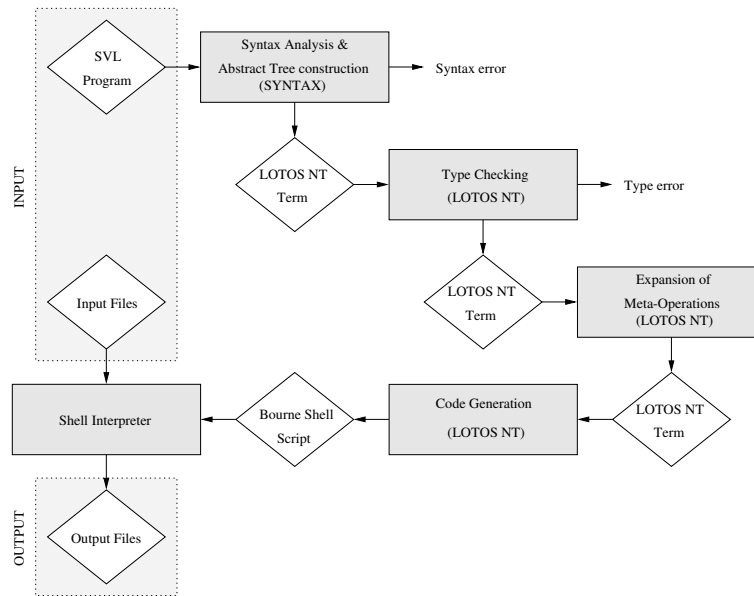 INPUT
SVL
Program
Syntax Analysis &
Abstract Tree construction
(SYNTAX)
Syntax error
LOTOS NT
Term
Type Checking
(LOTOS NT)
Type error
Input Files
LOTOS NT
Term
Expansion of
Meta-Operations
(LOTOS NT)
Shell Interpreter
Bourne Shell
Script
Code Generation
(LOTOS NT)
LOTOS NT
Term
OUTPUT
Output Files